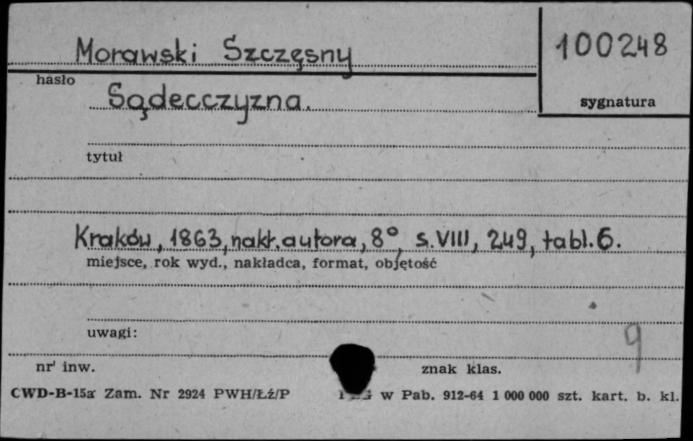 Morawski Szczęsny
100248
hasło
sygnatura
Sądecczyzna.
tytuł
Kraków, 1863, nakł. autora, 8°, s. VIII, 249, tabl. 6.
miejsce, rok wyd., nakładca, format, objętość
uwagi:
9
nr inw.
znak klas.
CWD-B-15a Zam. Nr 2924 PWH/Łź/P
w Pab. 912-64 1 000 000 szt. kart. b. kl.